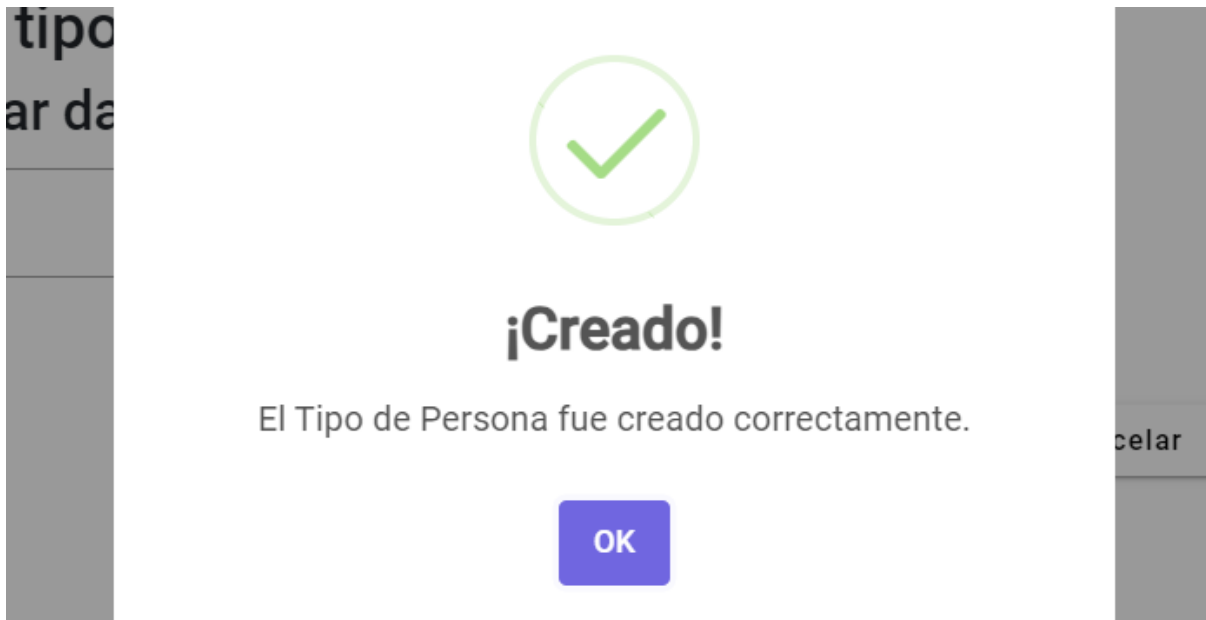 tipo
ar da
¡Creado!
El Tipo de Persona fue creado correctamente.
celar
OK